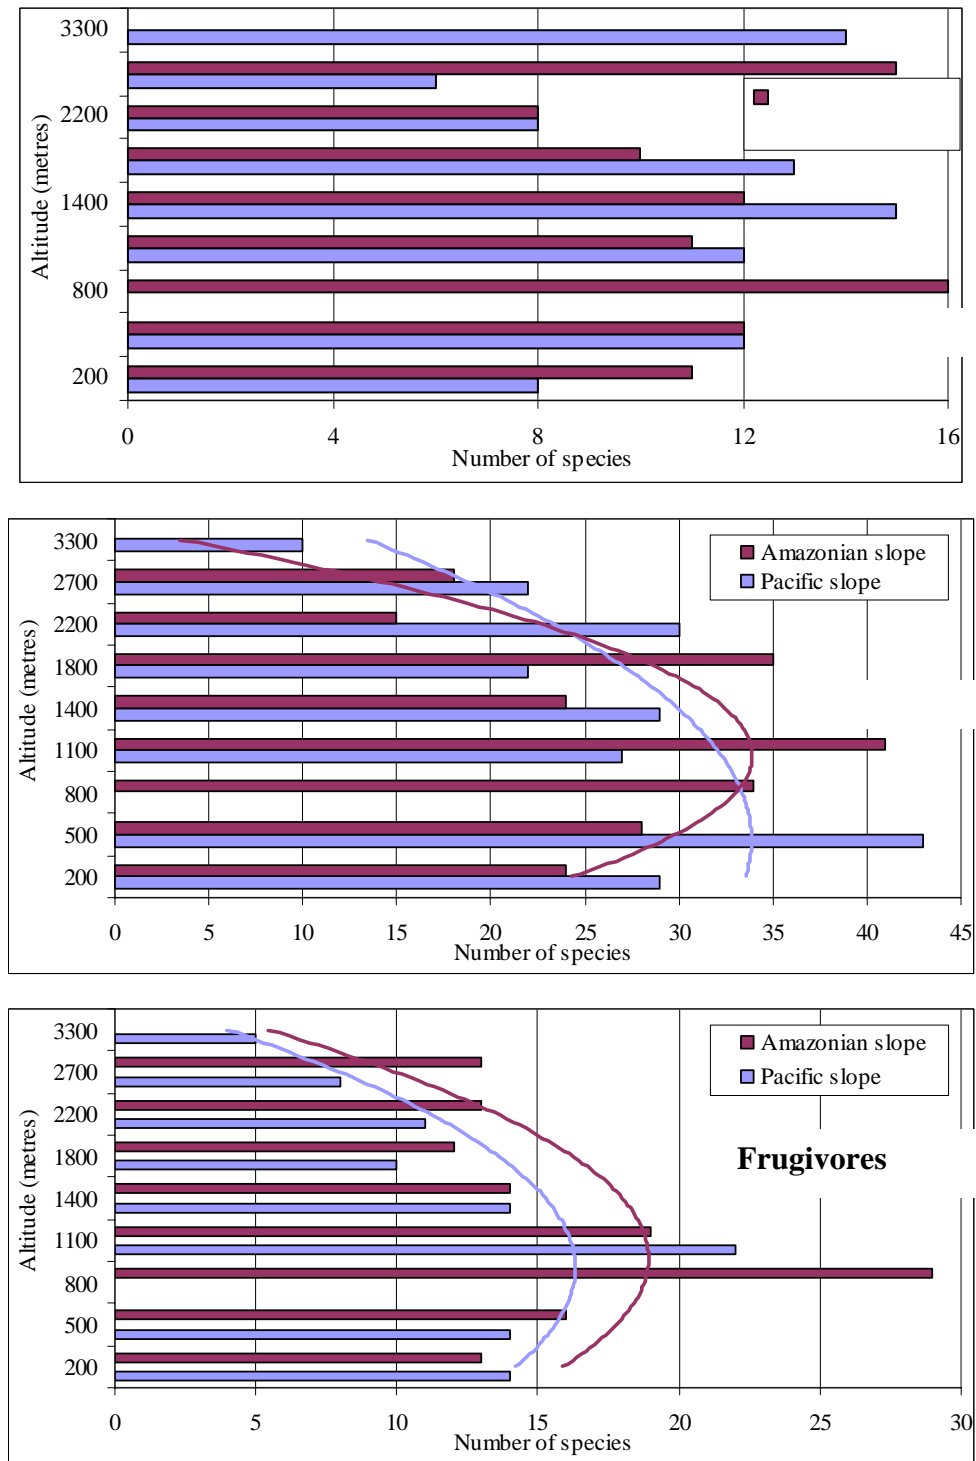 3300
2200
1400
800
200
Altitude (metres)
0 4 8 12 16
Number of species
3300
2700
2200
1800
1400
1100
800
500
200
Altitude (metres)
Amazonian slope
Pacific slope
0 5 10 15 20 25 30 35 40 45
Number of species
3300
2700
2200
1800
1400
1100
800
500
200
Altitude (metres)
Amazonian slope
Pacific slope
Frugivores
0 5 10 15 20 25 30
Number of species